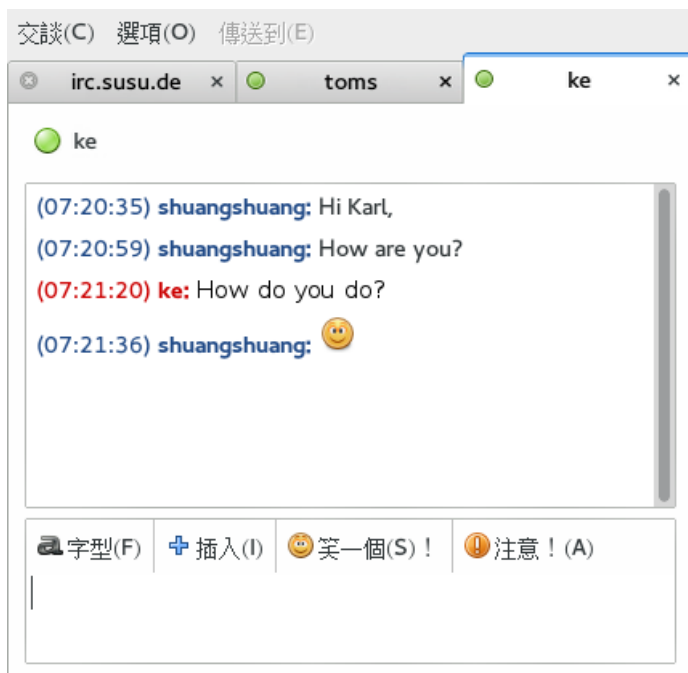 交談(C) 選項(O) 傳送到(E)
irc.susu.de × toms × ke ×
ke
(07:20:35) shuangshuang: Hi Karl,
(07:20:59) shuangshuang: How are you?
(07:21:20) ke: How do you do?
(07:21:36) shuangshuang:
字型(F) 插入(I) 笑一個(S)! 注意!(A)